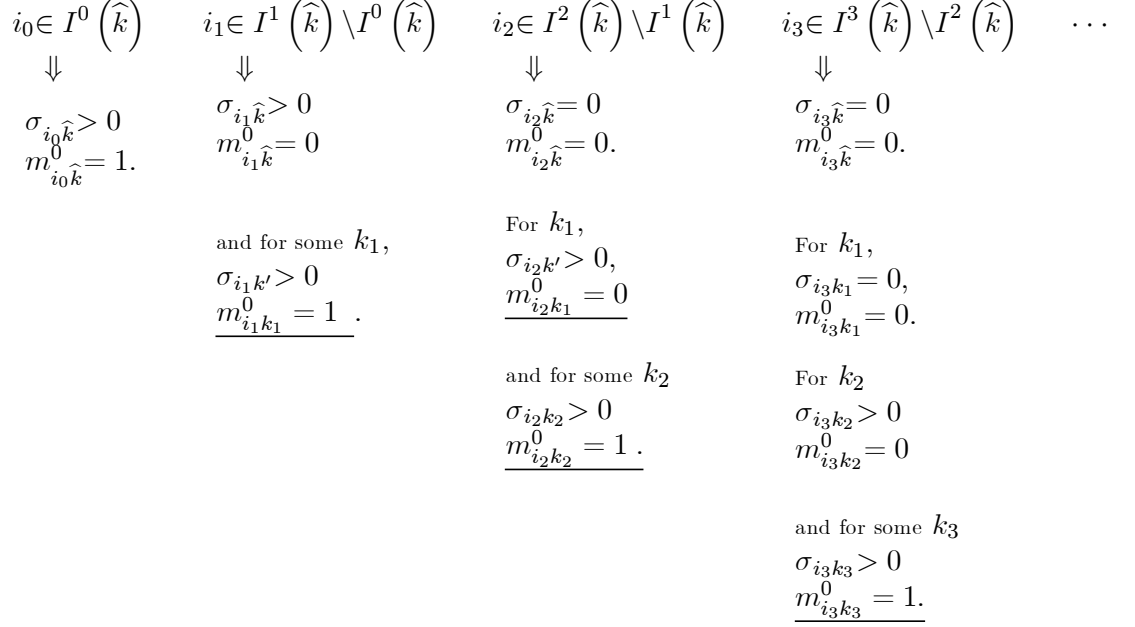 i_0 ∈ I^0 (k̂)   i_1 ∈ I^1 (k̂) \ I^0 (k̂)   i_2 ∈ I^2 (k̂) \ I^1 (k̂)   i_3 ∈ I^3 (k̂) \ I^2 (k̂)   ···
⇓   ⇓   ⇓   ⇓
σ_{i_0 k̂} > 0
m^0_{i_0 k̂} = 1.
σ_{i_1 k̂} > 0
m^0_{i_1 k̂} = 0
and for some k_1,
σ_{i_1 k'} > 0
m^0_{i_1 k_1} = 1 .
σ_{i_2 k̂} = 0
m^0_{i_2 k̂} = 0.
For k_1,
σ_{i_2 k'} > 0,
m^0_{i_2 k_1} = 0
and for some k_2
σ_{i_2 k_2} > 0
m^0_{i_2 k_2} = 1 .
σ_{i_3 k̂} = 0
m^0_{i_3 k̂} = 0.
For k_1,
σ_{i_3 k_1} = 0,
m^0_{i_3 k_1} = 0.
For k_2
σ_{i_3 k_2} > 0
m^0_{i_3 k_2} = 0
and for some k_3
σ_{i_3 k_3} > 0
m^0_{i_3 k_3} = 1.